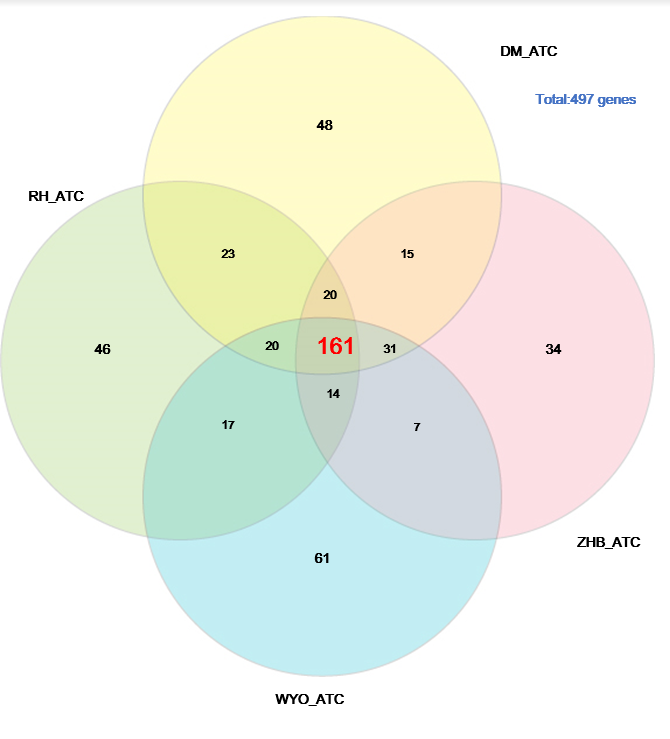 DM_ATC
Total:497 genes
48
RH_ATC
23
15
20
20
161
31
46
34
14
17
7
ZHB_ATC
61
WYO_ATC